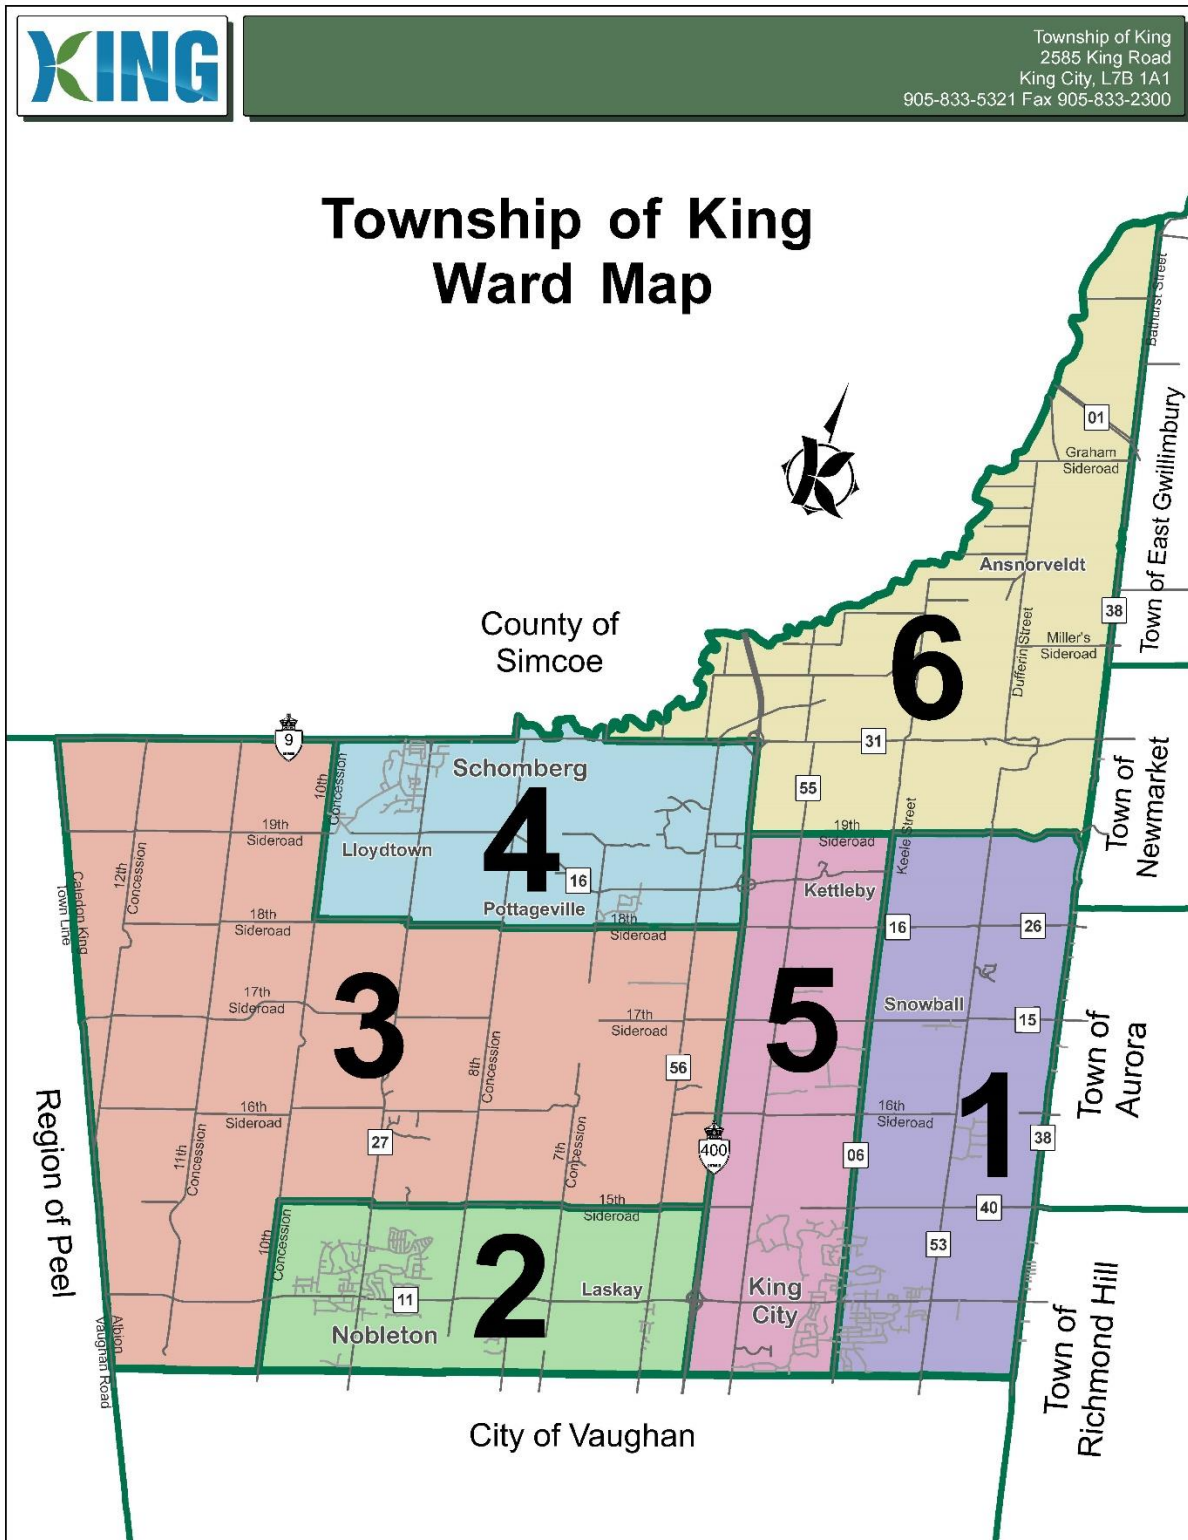 KING
Township of King
2585 King Road
King City, L7B 1A1
905-833-5321 Fax 905-833-2300
Township of King
Ward Map
Bathurst Street
01
Graham
Sideroad
Town of East Gwillimbury
Ansnorveldt
38
County of
Simcoe
6
Dufferin Street
Miller's
Sideroad
9
31
Town of
Newmarket
10th
Concession
Schomberg
55
4
19th
Sideroad
19th
Sideroad
Keele Street
Lloydtown
12th
Concession
16
Kettleby
Caledon King
Town Line
Pottageville
18th
Sideroad
18th
Sideroad
16
26
3
5
17th
Sideroad
Snowball
17th
Sideroad
15
Town of
Aurora
8th
Concession
56
1
16th
Sideroad
16th
Sideroad
Region of Peel
11th
Concession
27
7th
Concession
400
06
38
15th
Sideroad
40
10th
Concession
2
53
Laskay
King
City
11
Nobleton
Albion
Vaughan Road
Town of
Richmond Hill
City of Vaughan